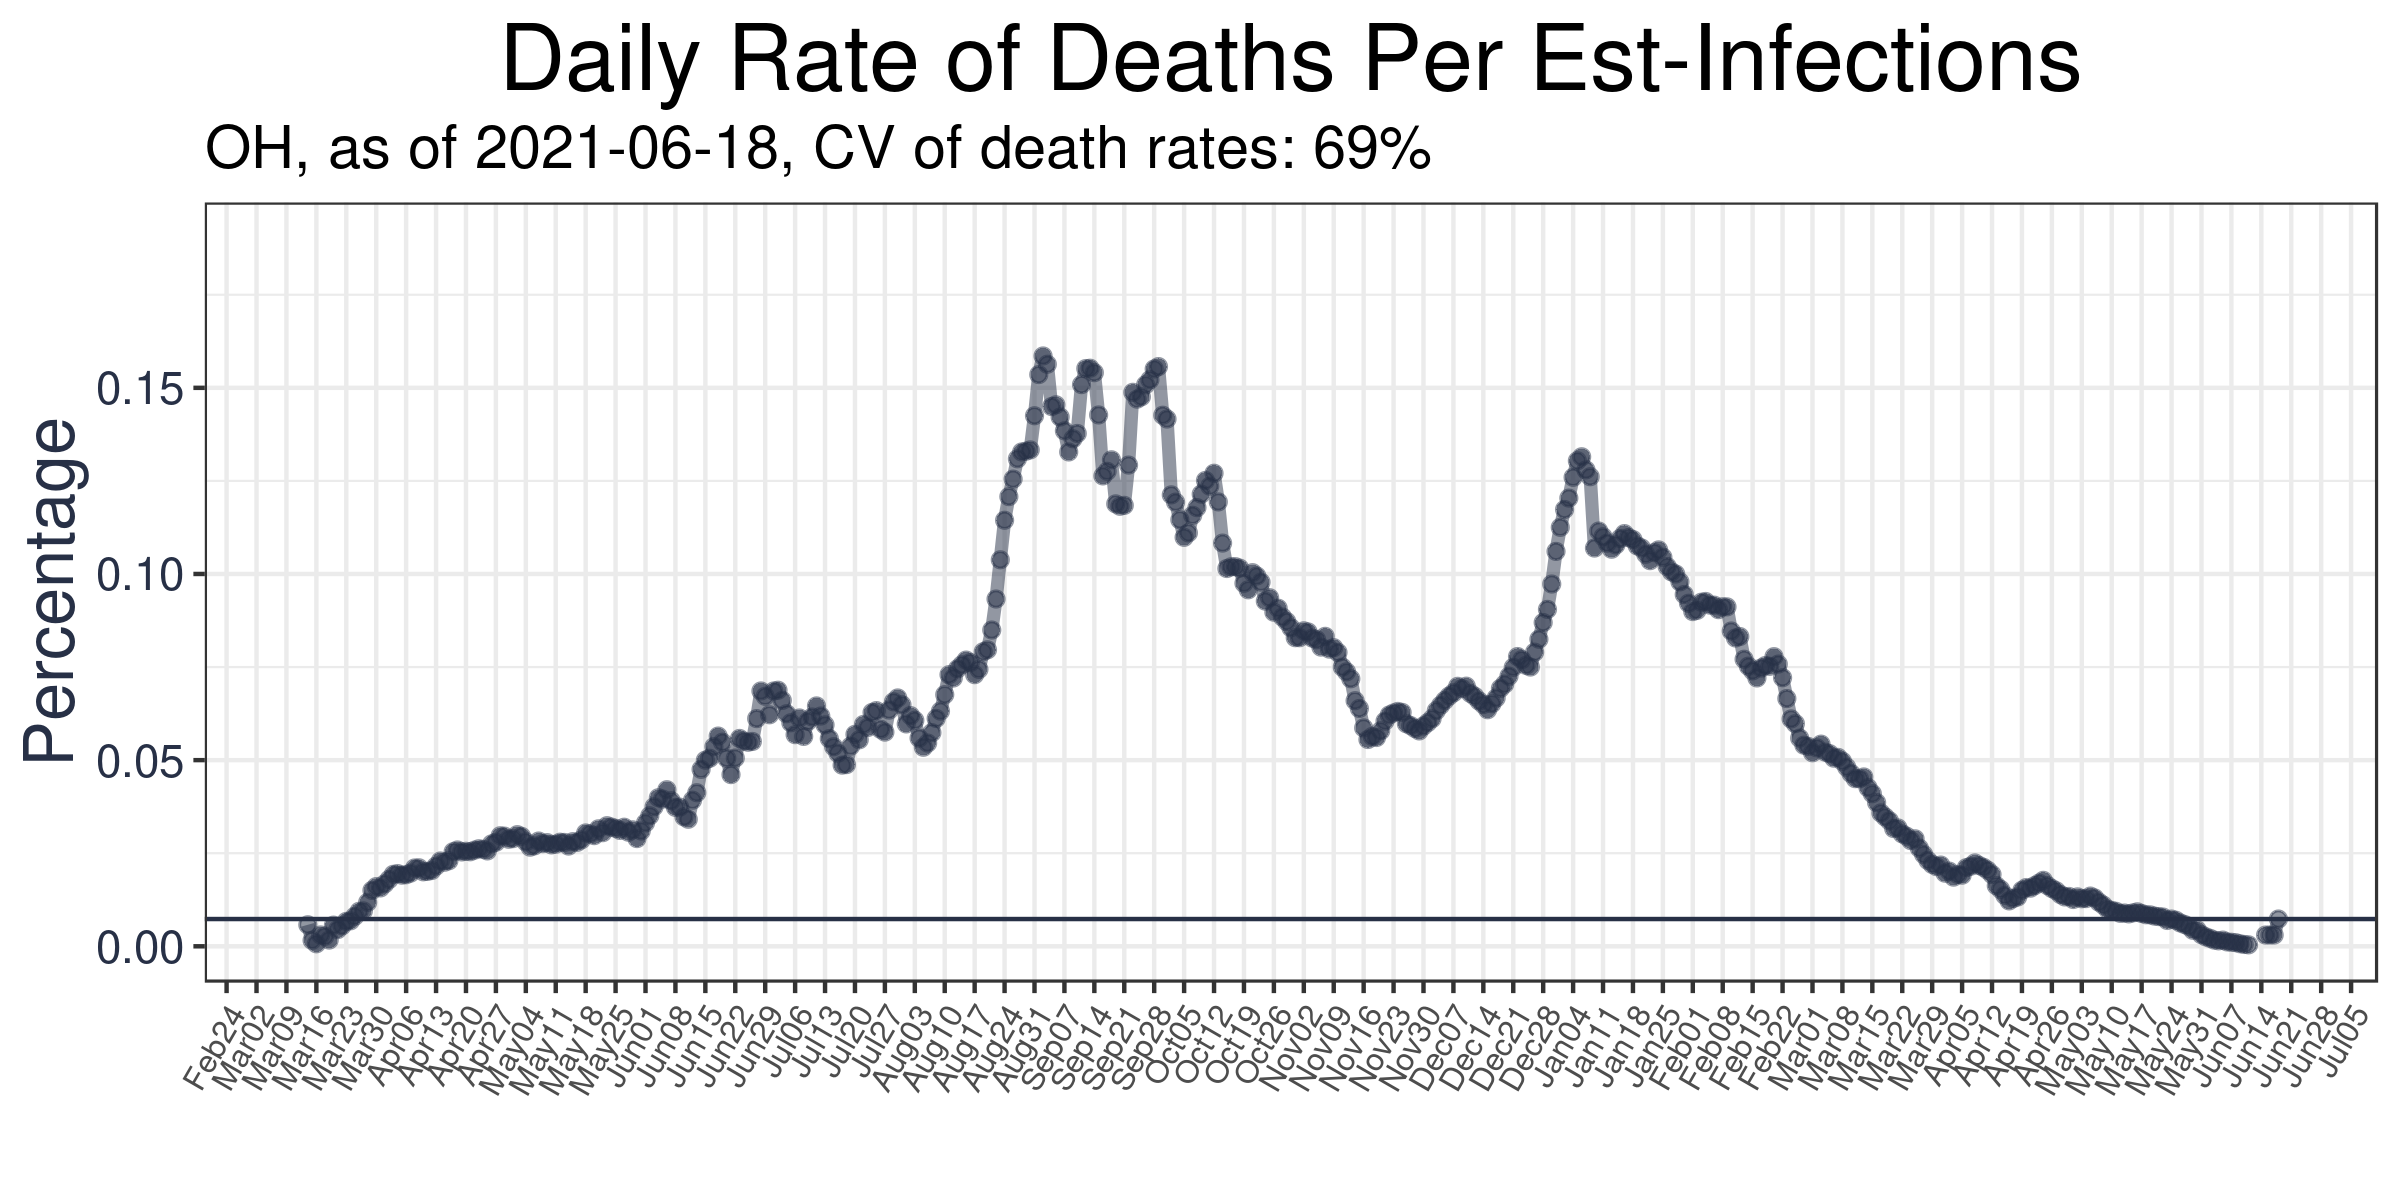 Daily Rate of Deaths Per Est-Infections
OH, as of 2021-06-18, CV of death rates: 69%
Percentage
0.15
0.10
0.05
0.00
Feb24
Mar02
Mar09
Mar16
Mar23
Mar30
Apr06
Apr13
Apr20
Apr27
May04
May11
May18
May25
Jun01
Jun08
Jun15
Jun22
Jun29
Jul06
Jul13
Jul20
Jul27
Aug03
Aug10
Aug17
Aug24
Aug31
Sep07
Sep14
Sep21
Sep28
Oct05
Oct12
Oct19
Oct26
Nov02
Nov09
Nov16
Nov23
Nov30
Dec07
Dec14
Dec21
Dec28
Jan04
Jan11
Jan18
Jan25
Feb01
Feb08
Feb15
Feb22
Mar01
Mar08
Mar15
Mar22
Mar29
Apr05
Apr12
Apr19
Apr26
May03
May10
May17
May24
May31
Jun07
Jun14
Jun21
Jun28
Jul05